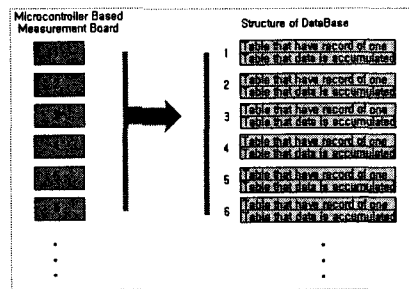 Microcontroller Based
Measurement Board
Structure of DataBase
1
Table that have record of one
Table that data is accumulated
2
Table that have record of one
Table that data is accumulated
3
Table that have record of one
Table that data is accumulated
4
Table that have record of one
Table that data is accumulated
5
Table that have record of one
Table that data is accumulated
6
Table that have record of one
Table that data is accumulated